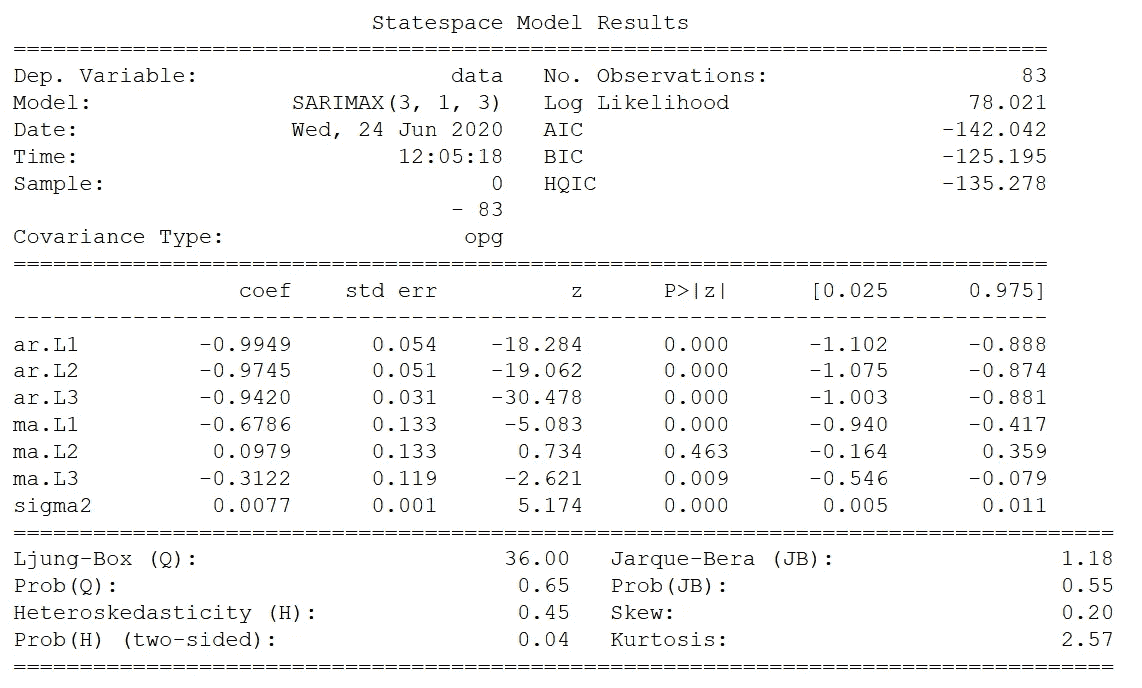 Statespace Model Results
==============================================================================
Dep. Variable:                   data   No. Observations:                   83
Model:               SARIMAX(3, 1, 3)   Log Likelihood                  78.021
Date:                Wed, 24 Jun 2020   AIC                           -142.042
Time:                        12:05:18   BIC                           -125.195
Sample:                             0   HQIC                          -135.278
- 83
Covariance Type:                  opg
==============================================================================
coef    std err          z      P>|z|      [0.025      0.975]
------------------------------------------------------------------------------
ar.L1         -0.9949      0.054    -18.284      0.000      -1.102      -0.888
ar.L2         -0.9745      0.051    -19.062      0.000      -1.075      -0.874
ar.L3         -0.9420      0.031    -30.478      0.000      -1.003      -0.881
ma.L1         -0.6786      0.133     -5.083      0.000      -0.940      -0.417
ma.L2          0.0979      0.133      0.734      0.463      -0.164       0.359
ma.L3         -0.3122      0.119     -2.621      0.009      -0.546      -0.079
sigma2         0.0077      0.001      5.174      0.000       0.005       0.011
===================================================================================
Ljung-Box (Q):                       36.00   Jarque-Bera (JB):                 1.18
Prob(Q):                              0.65   Prob(JB):                         0.55
Heteroskedasticity (H):               0.45   Skew:                             0.20
Prob(H) (two-sided):                  0.04   Kurtosis:                         2.57
===================================================================================